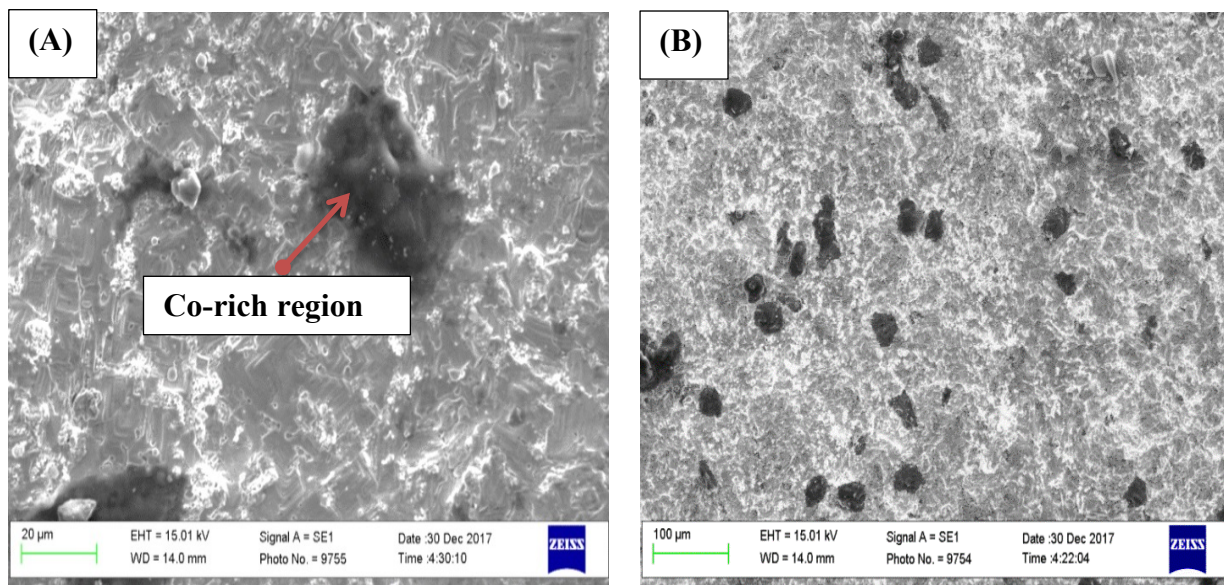 (A)
Co-rich region
20 µm
EHT = 15.01 kV
Signal A = SE1
Date :30 Dec 2017
WD = 14.0 mm
Photo No. = 9755
Time :4:30:10
ZEISS
(B)
100 µm
EHT = 15.01 kV
Signal A = SE1
Date :30 Dec 2017
WD = 14.0 mm
Photo No. = 9754
Time :4:22:04
ZEISS